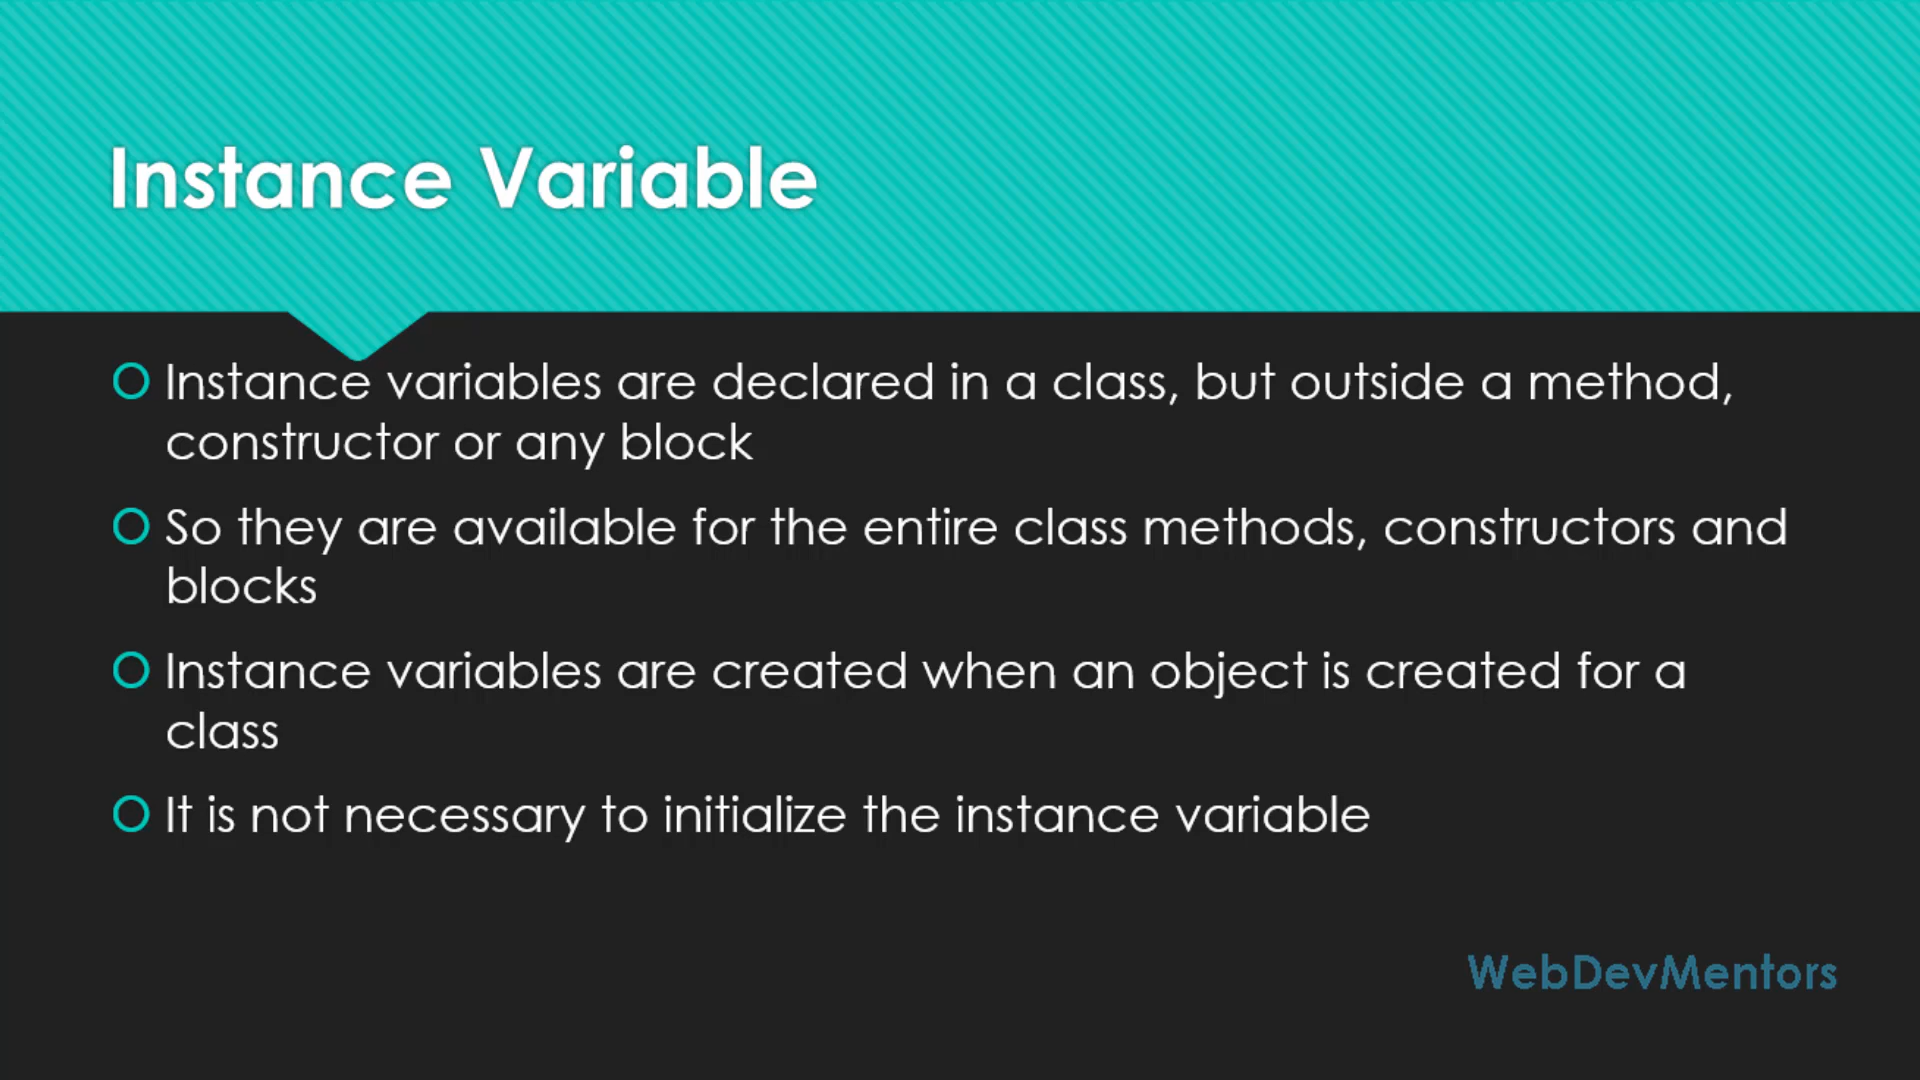 Instance Variable
Instance variables are declared in a class, but outside a method,
constructor or any block
So they are available for the entire class methods, constructors and
blocks
Instance variables are created when an object is created for a
class
It is not necessary to initialize the instance variable
WebDevMentors